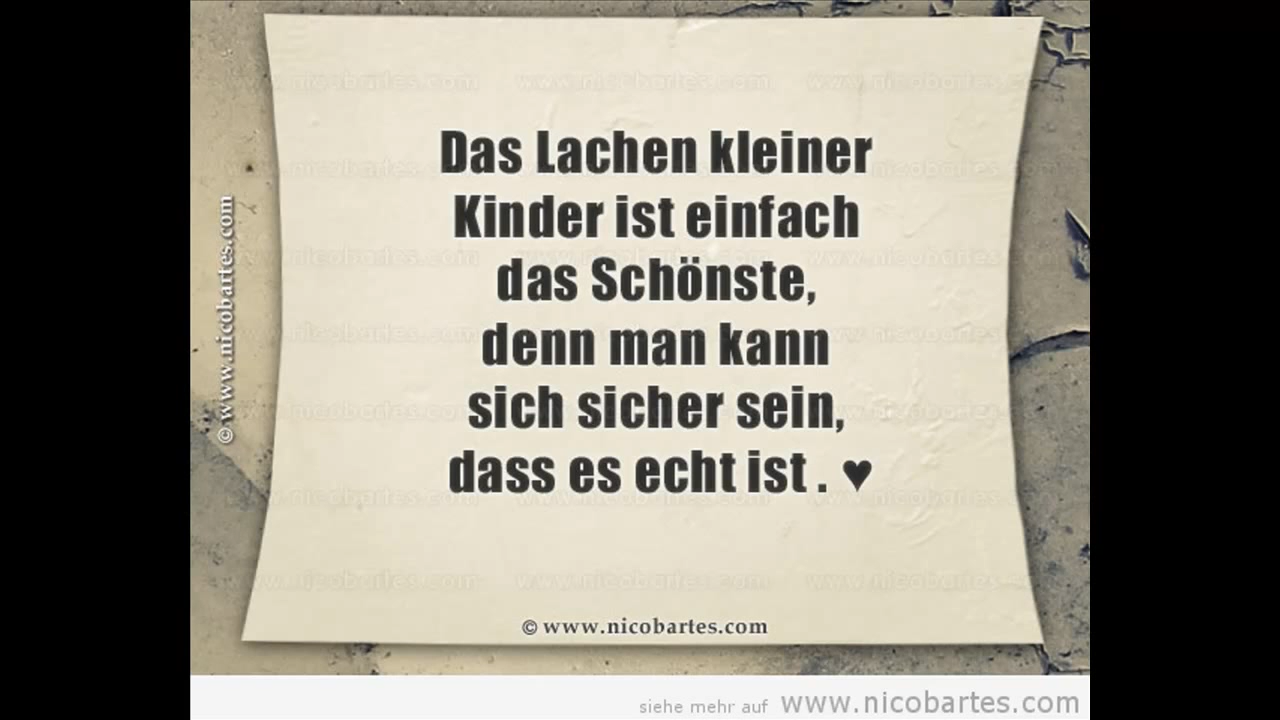 Das Lachen kleiner
Kinder ist einfach
das Schönste,
denn man kann
sich sicher sein,
dass es echt ist . ♥
© www.nicobartes.com
© www.nicobartes.com
siehe mehr auf www.nicobartes.com